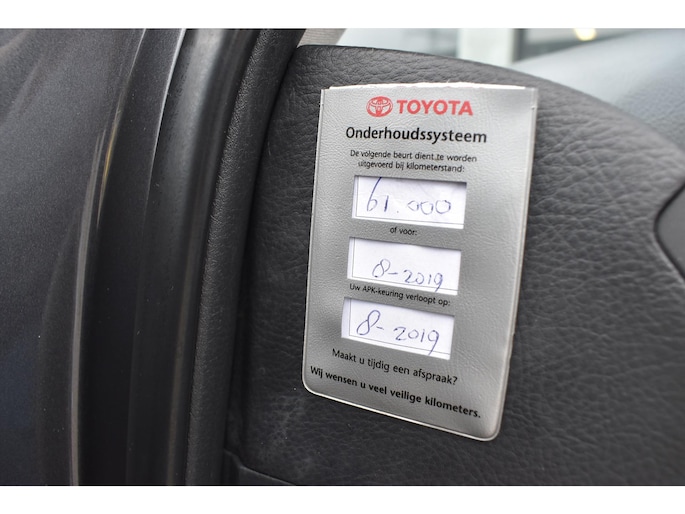 TOYOTA
Onderhoudssysteem
De volgende beurt dient te worden
uitgevoerd bij kilometerstand:
61.000
of voor:
8-2019
Uw APK-keuring verloopt op:
8-2019
Maakt u tijdig een afspraak?
Wij wensen u veel veilige kilometers.